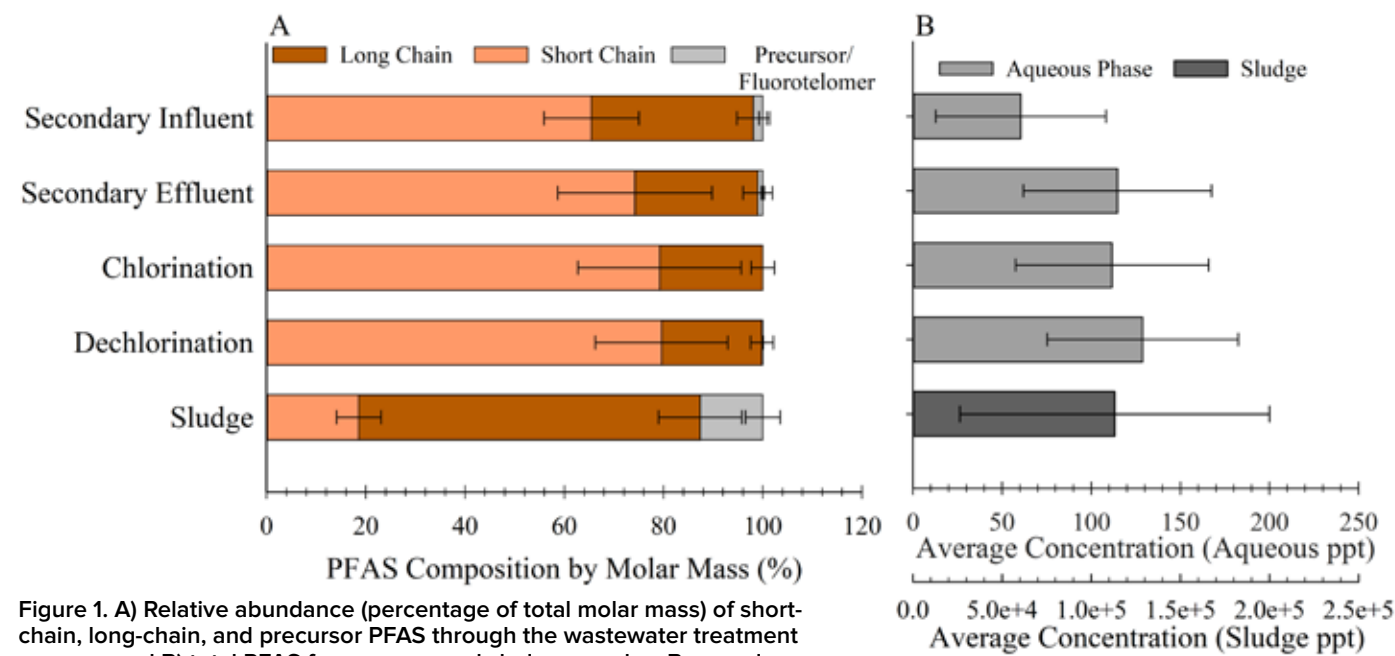 A
Long Chain Short Chain Precursor/
Fluorotelomer
Secondary Influent
Secondary Effluent
Chlorination
Dechlorination
Sludge
0 20 40 60 80 100 120
PFAS Composition by Molar Mass (%)
B
Aqueous Phase Sludge
0 50 100 150 200 250
Average Concentration (Aqueous ppt)
0.0 5.0e+4 1.0e+5 1.5e+5 2.0e+5 2.5e+5
Average Concentration (Sludge ppt)
Figure 1. A) Relative abundance (percentage of total molar mass) of short-
chain, long-chain, and precursor PFAS through the wastewater treatment